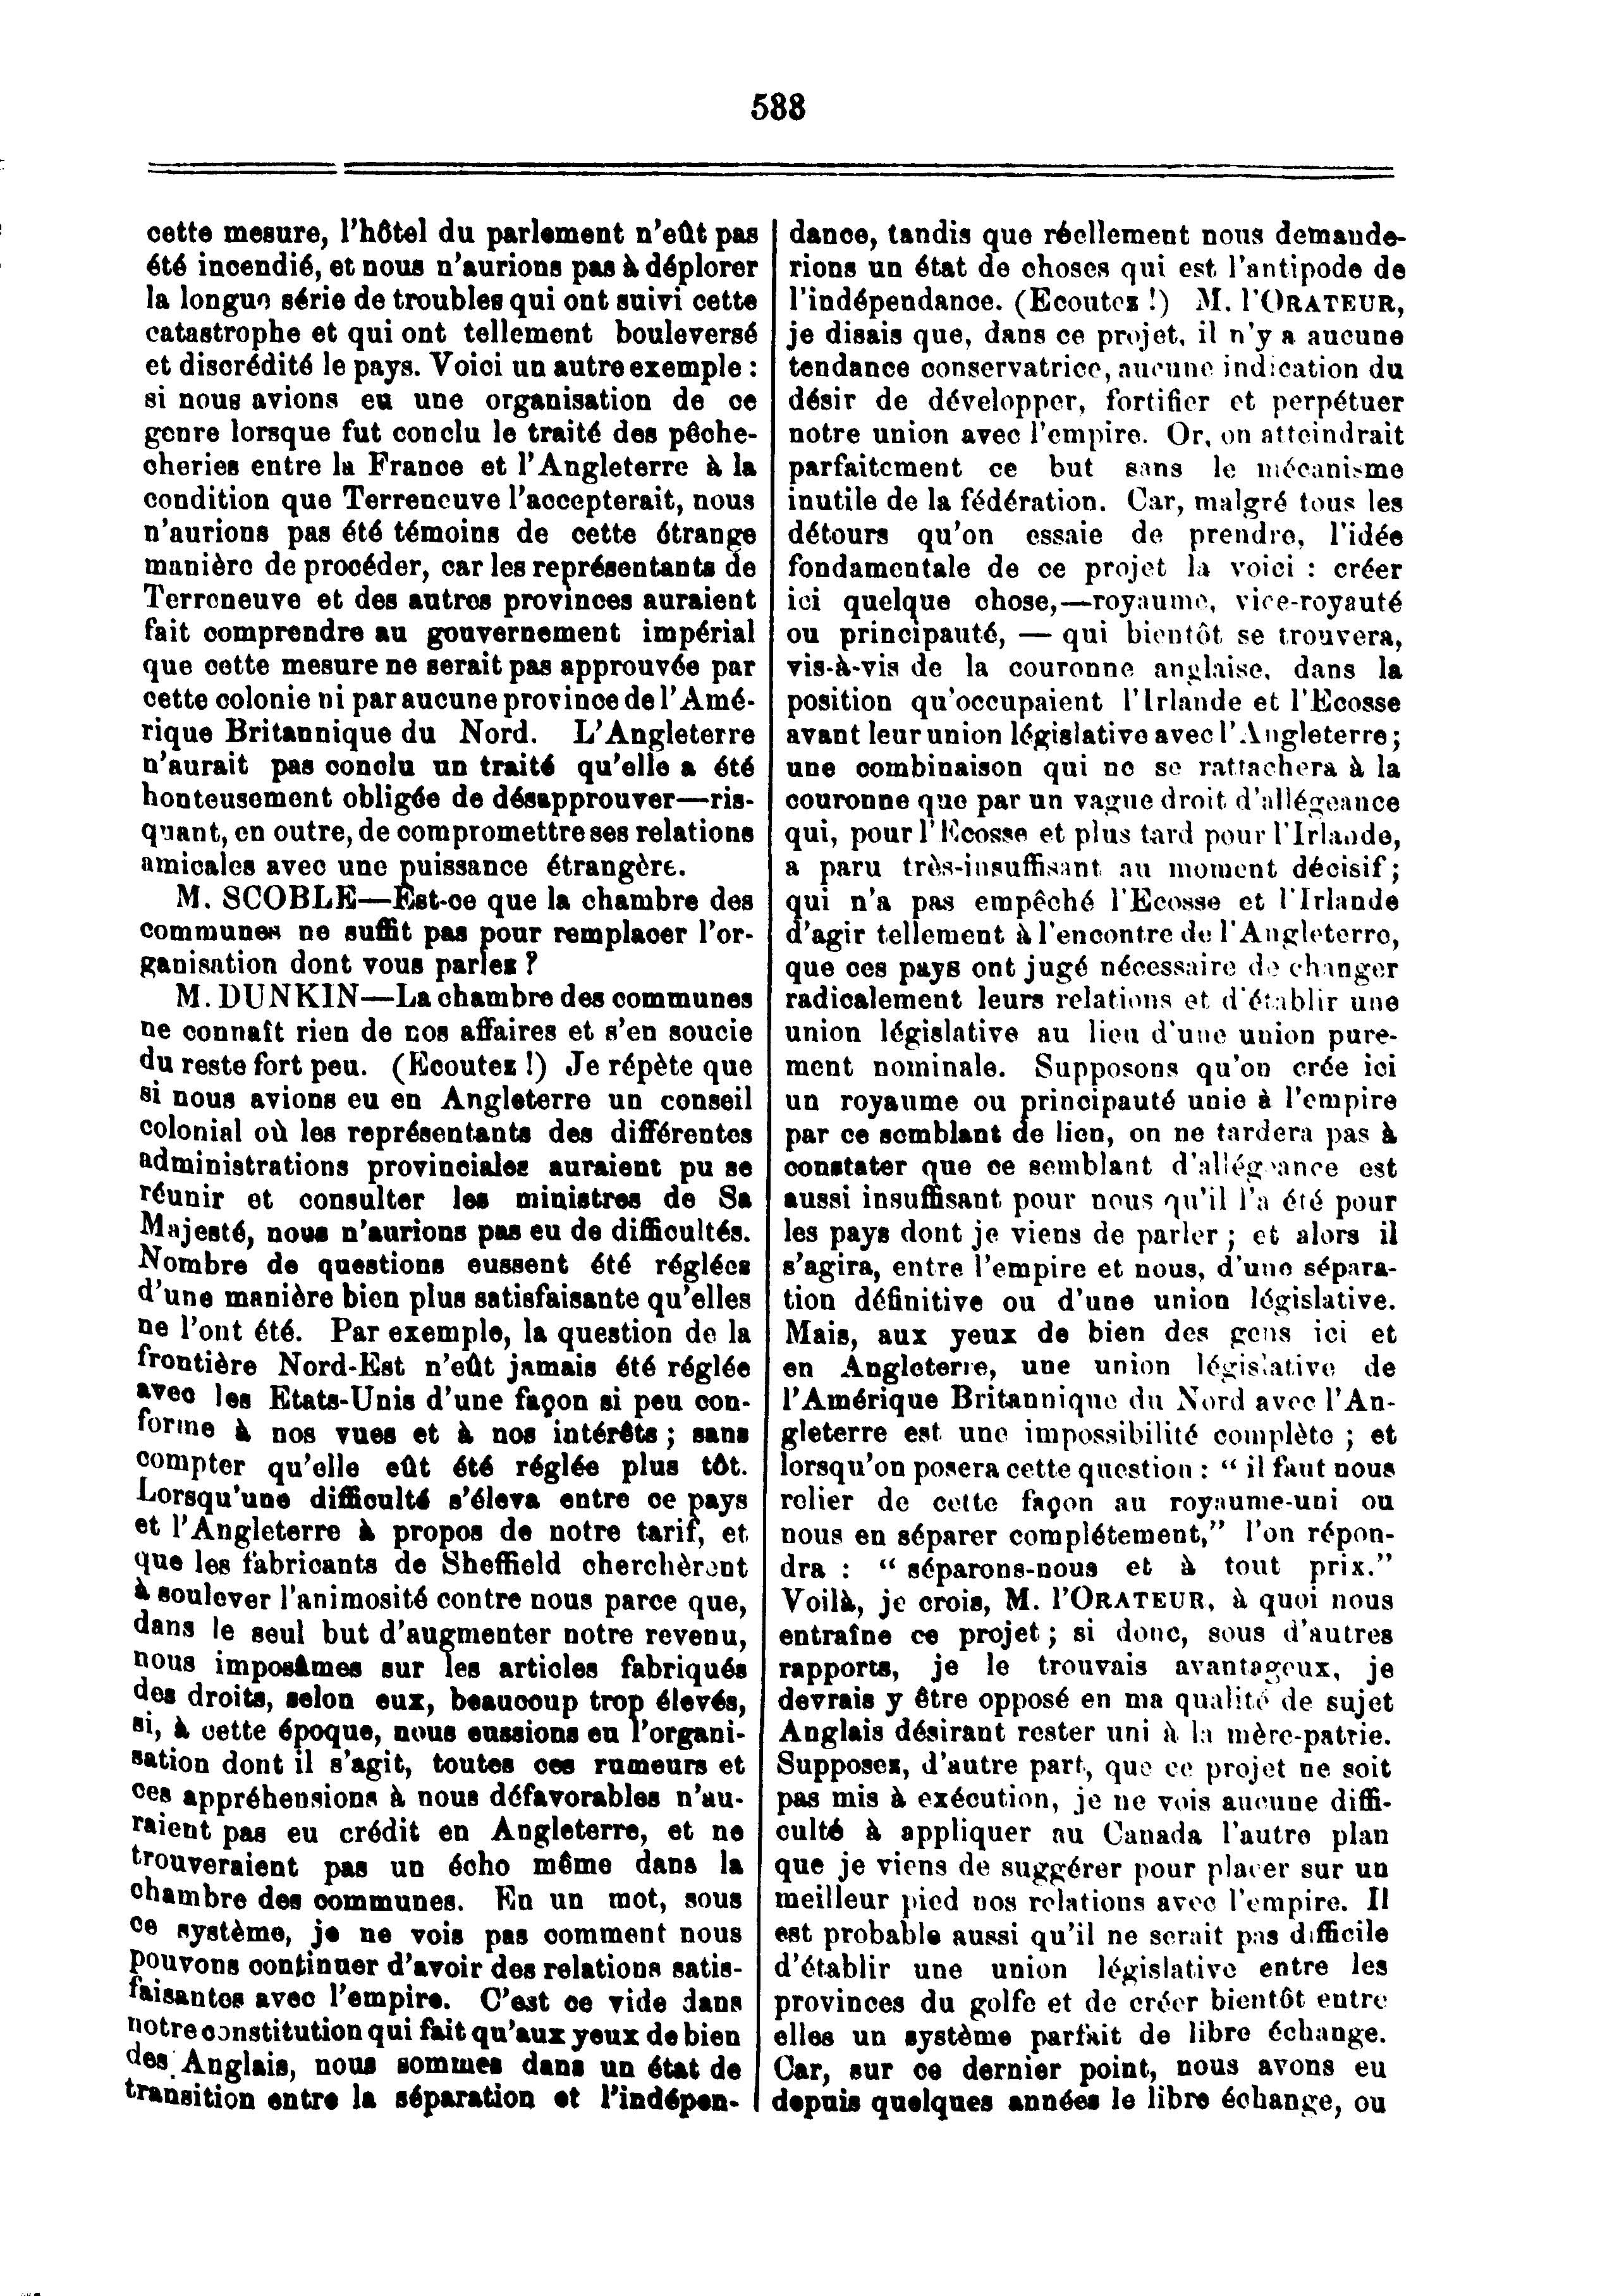 588
cette mesure, l'hôtel du parlement n'eût pas
été incendié, et nous n'aurions pas à déplorer
la longue série de troubles qui ont suivi cette
catastrophe et qui ont tellement bouleversé
et discrédité le pays. Voici un autre exemple :
si nous avions eu une organisation de ce
genre lorsque fut conclu le traité des pêche-
cheries entre la France et l'Angleterre à la
condition que Terreneuve l'accepterait, nous
n'aurions pas été témoins de cette étrange
manière de procéder, car les représentants de
Terreneuve et des autres provinces auraient
fait comprendre au gouvernement impérial
que cette mesure ne serait pas approuvée par
cette colonie ni par aucune province de l'Amé-
rique Britannique du Nord. L'Angleterre
n'aurait pas conclu un traité qu'elle a été
honteusement obligée de désapprouver—ris-
quant, en outre, de compromettre ses relations
amicales avec une puissance étrangère.
M. SCOBLE—Est-ce que la chambre des
communes ne suffit pas pour remplacer l'or-
ganisation dont vous parlez ?
M. DUNKIN—La chambre des communes
ne connaît rien de nos affaires et s'en soucie
du reste fort peu. (Ecoutez !) Je répète que
si nous avions eu en Angleterre un conseil
colonial où les représentants des différentes
administrations provinciales auraient pu se
réunir et consulter les ministres de Sa
Majesté, nous n'aurions pas eu de difficultés.
Nombre de questions eussent été réglées
d'une manière bien plus satisfaisante qu'elles
ne l'ont été. Par exemple, la question de la
frontière Nord-Est n'eût jamais été réglée
avec les Etats-Unis d'une façon si peu con-
forme à nos vues et à nos intérêts ; sans
compter qu'elle eût été réglée plus tôt.
Lorsqu'une difficulté s'éleva entre ce pays
et l'Angleterre à propos de notre tarif, et
que les fabricants de Sheffield cherchèrent
à soulever l'animosité contre nous parce que,
dans le seul but d'augmenter notre revenu,
nous imposâmes sur les articles fabriqués
des droits, selon eux, beaucoup trop élevés,
si, à cette époque, nous eussions eu l'organi-
sation dont il s'agit, toutes ces rumeurs et
ces appréhensions à nous défavorables n'au-
raient pas eu crédit en Angleterre, et ne
trouveraient pas un écho même dans la
chambre des communes. En un mot, sous
ce système, je ne vois pas comment nous
pouvons continuer d'avoir des relations satis-
faisantes avec l'empire. C'est ce vide dans
notre constitution qui fait qu'aux yeux de bien
des Anglais, nous sommes dans un état de
transition entre la séparation et l'indépen-
dance, tandis que réellement nous demande-
rions un état de choses qui est l'antipode de
l'indépendance. (Ecoutez !) M. l'ORATEUR,
je disais que, dans ce projet, il n'y a aucune
tendance conservatrice, aucune indication du
désir de développer, fortifier et perpétuer
notre union avec l'empire. Or, on atteindrait
parfaitement ce but sans le mécanisme
inutile de la fédération. Car, malgré tous les
détours qu'on essaie de prendre, l'idée
fondamentale de ce projet la voici : créer
ici quelque chose,—royaume, vice-royauté
ou principauté, — qui bientôt se trouvera,
vis-à-vis de la couronne anglaise, dans la
position qu'occupaient l'Irlande et l'Ecosse
avant leur union législative avec l'Angleterre ;
une combinaison qui ne se rattachera à la
couronne que par un vague droit d'allégeance
qui, pour l'Ecosse et plus tard pour l'Irlande,
a paru très-insuffisant au moment décisif ;
qui n'a pas empêché l'Ecosse et l'Irlande
d'agir tellement à l'encontre de l'Angleterre,
que ces pays ont jugé nécessaire de changer
radicalement leurs relations et d'établir une
union législative au lieu d'une union pure-
ment nominale. Supposons qu'on crée ici
un royaume ou principauté unie à l'empire
par ce semblant de lien, on ne tardera pas à
constater que ce semblant d'allégeance est
aussi insuffisant pour nous qu'il l'a été pour
les pays dont je viens de parler ; et alors il
s'agira, entre l'empire et nous, d'une sépara-
tion définitive ou d'une union législative.
Mais, aux yeux de bien des gens ici et
en Angleterre, une union législative de
l'Amérique Britannique du Nord avec l'An-
gleterre est une impossibilité complète ; et
lorsqu'on posera cette question : " il faut nous
relier de cette façon au royaume-uni ou
nous en séparer complétement," l'on répon-
dra : " séparons-nous et à tout prix."
Voilà, je crois, M. l'ORATEUR, à quoi nous
entraîne ce projet ; si donc, sous d'autres
rapports, je le trouvais avantageux, je
devrais y être opposé en ma qualité de sujet
Anglais désirant rester uni à la mère-patrie.
Supposez, d'autre part, que ce projet ne soit
pas mis à exécution, je ne vois aucune diffi-
culté à appliquer au Canada l'autre plan
que je viens de suggérer pour placer sur un
meilleur pied nos relations avec l'empire. Il
est probable aussi qu'il ne serait pas difficile
d'établir une union législative entre les
provinces du golfe et de créer bientôt entre
elles un système parfait de libre échange.
Car, sur ce dernier point, nous avons eu
depuis quelques années le libre échange, ou